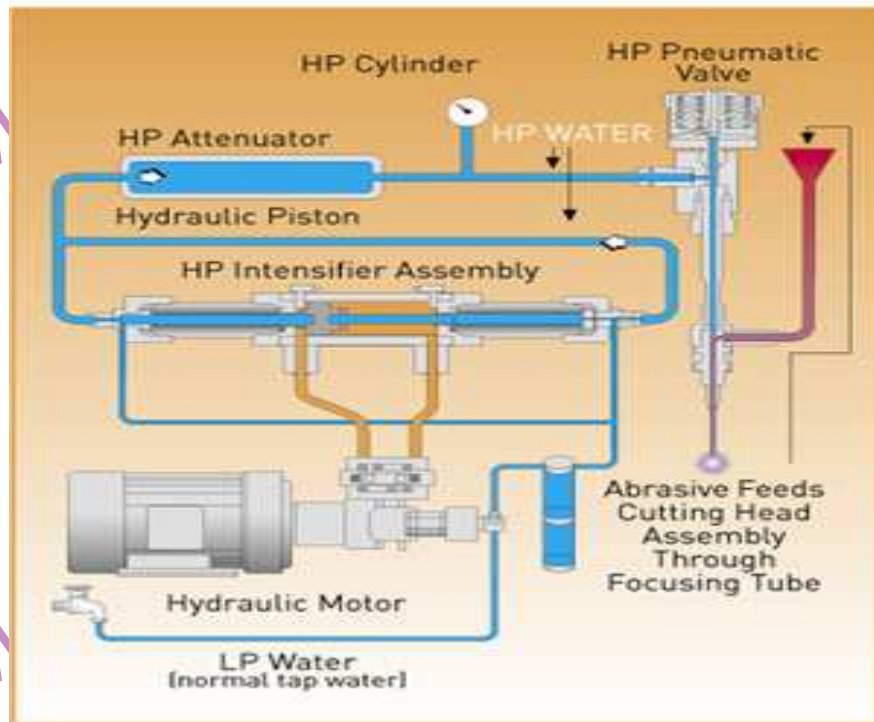 HP Pneumatic
Valve
HP Cylinder
HP Attenuator
HP WATER
Hydraulic Piston
HP Intensifier Assembly
Abrasive Feeds
Cutting Head
Assembly
Through
Focusing Tube
Hydraulic Motor
LP Water
(normal tap water)